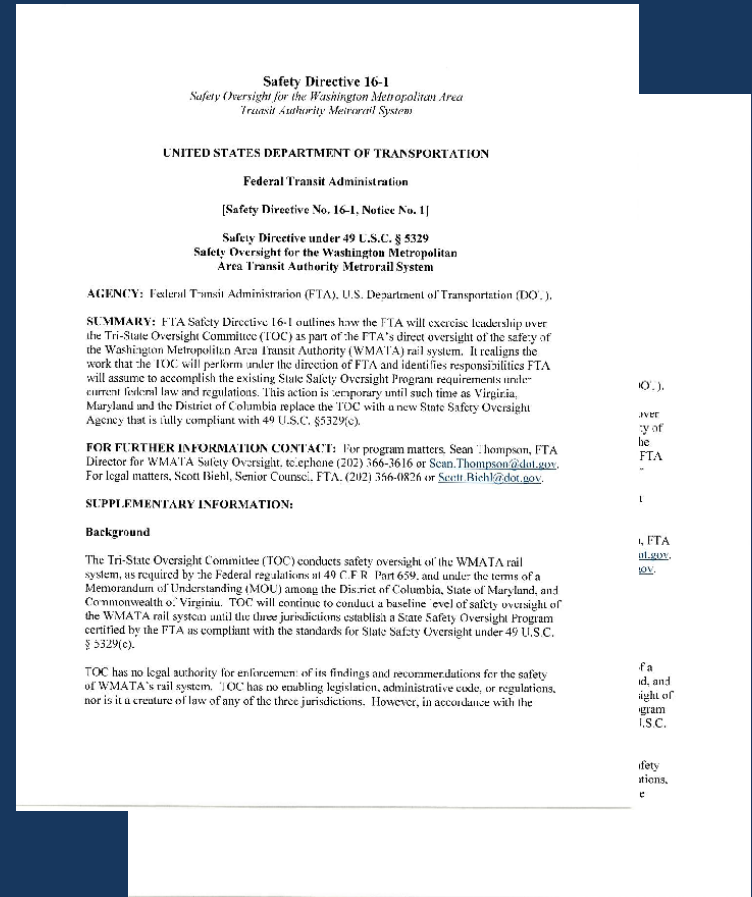 Safety Directive 16-1
Safety Oversight for the Washington Metropolitan Area
Transit Authority Metrorail System
UNITED STATES DEPARTMENT OF TRANSPORTATION
Federal Transit Administration
[Safety Directive No. 16-1, Notice No. 1]
Safety Directive under 49 U.S.C. § 5329
Safety Oversight for the Washington Metropolitan
Area Transit Authority Metrorail System
AGENCY: Federal Transit Administration (FTA), U.S. Department of Transportation (DOT).
SUMMARY: FTA Safety Directive 16-1 outlines how the FTA will exercise leadership over
the Tri-State Oversight Committee (TOC) as part of the FTA's direct oversight of the safety of
the Washington Metropolitan Area Transit Authority (WMATA) rail system. It realigns the
work that the TOC will perform under the direction of FTA and identifies responsibilities FTA
will assume to accomplish the existing State Safety Oversight Program requirements under
current federal law and regulations. This action is temporary until such time as Virginia,
Maryland and the District of Columbia replace the TOC with a new State Safety Oversight
Agency that is fully compliant with 49 U.S.C. §5329(e).
FOR FURTHER INFORMATION CONTACT: For program matters, Sean Thompson, FTA
Director for WMATA Safety Oversight, telephone (202) 366-3616 or Sean.Thompson@dot.gov.
For legal matters, Scott Biehl, Senior Counsel, FTA, (202) 366-0826 or Scott.Biehl@dot.gov.
SUPPLEMENTARY INFORMATION:
Background
The Tri-State Oversight Committee (TOC) conducts safety oversight of the WMATA rail
system, as required by the Federal regulations at 49 C.F.R. Part 659, and under the terms of a
Memorandum of Understanding (MOU) among the District of Columbia, State of Maryland, and
Commonwealth of Virginia. TOC will continue to conduct a baseline level of safety oversight of
the WMATA rail system until the three jurisdictions establish a State Safety Oversight Program
certified by the FTA as compliant with the standards for State Safety Oversight under 49 U.S.C.
§ 5329(e).
TOC has no legal authority for enforcement of its findings and recommendations for the safety
of WMATA's rail system. TOC has no enabling legislation, administrative code, or regulations,
nor is it a creature of law of any of the three jurisdictions. However, in accordance with the